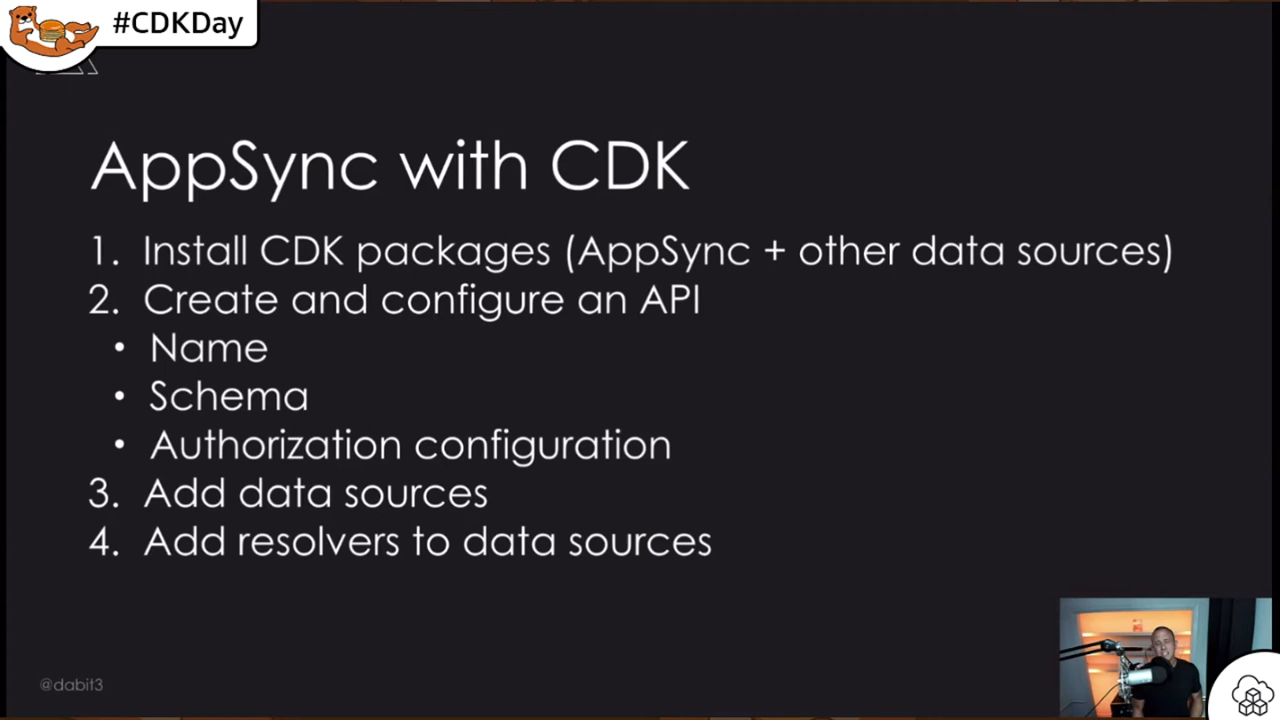 #CDKDay
AppSync with CDK
1. Install CDK packages (AppSync + other data sources)
2. Create and configure an API
• Name
• Schema
• Authorization configuration
3. Add data sources
4. Add resolvers to data sources
@dabit3